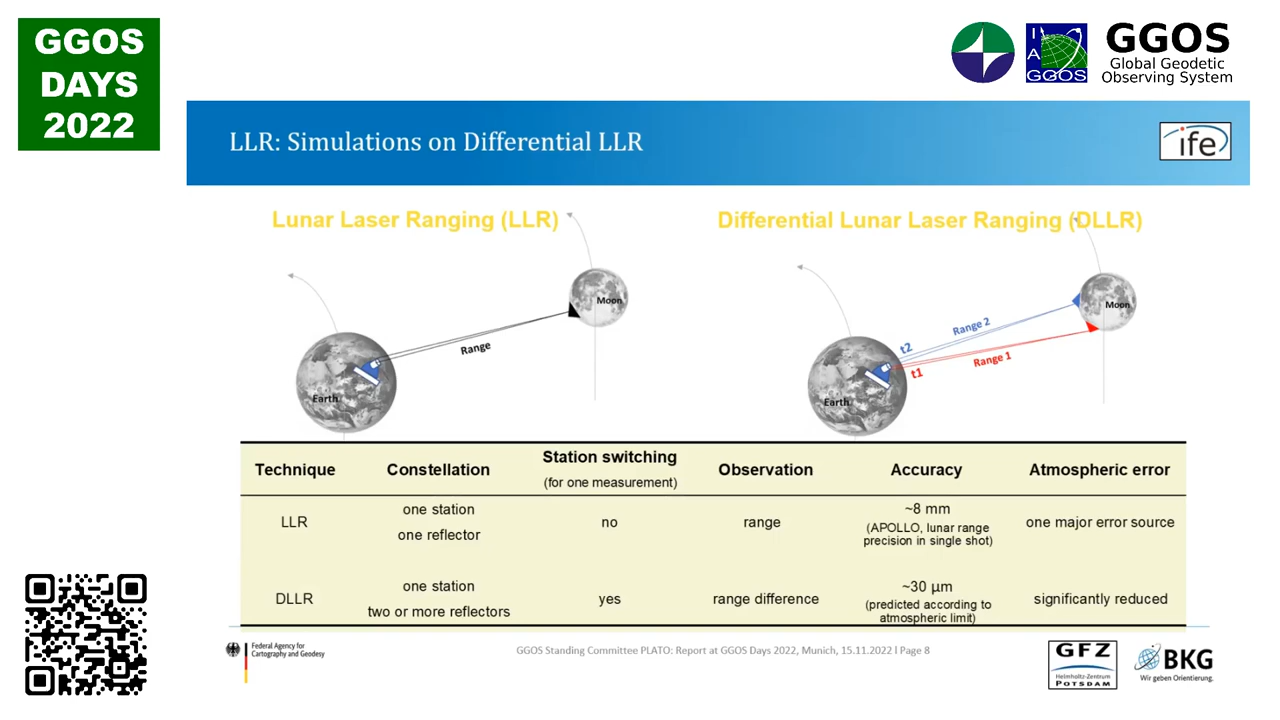 GGOS
DAYS
2022
I
A
G
GGOS
GGOS
Global Geodetic
Observing System
LLR: Simulations on Differential LLR
ife
Lunar Laser Ranging (LLR)
Moon
Range
Earth
Differential Lunar Laser Ranging (DLLR)
Moon
Range 2
t2
Range 1
t1
Earth
Technique Constellation Station switching (for one measurement) Observation Accuracy Atmospheric error
LLR one station one reflector no range ~8 mm (APOLLO, lunar range precision in single shot) one major error source
DLLR one station two or more reflectors yes range difference ~30 µm (predicted according to atmospheric limit) significantly reduced
Federal Agency for
Cartography and Geodesy
GGOS Standing Committee PLATO: Report at GGOS Days 2022, Munich, 15.11.2022 I Page 8
GFZ
Helmholtz-Zentrum
POTSDAM
BKG
Wir geben Orientierung.